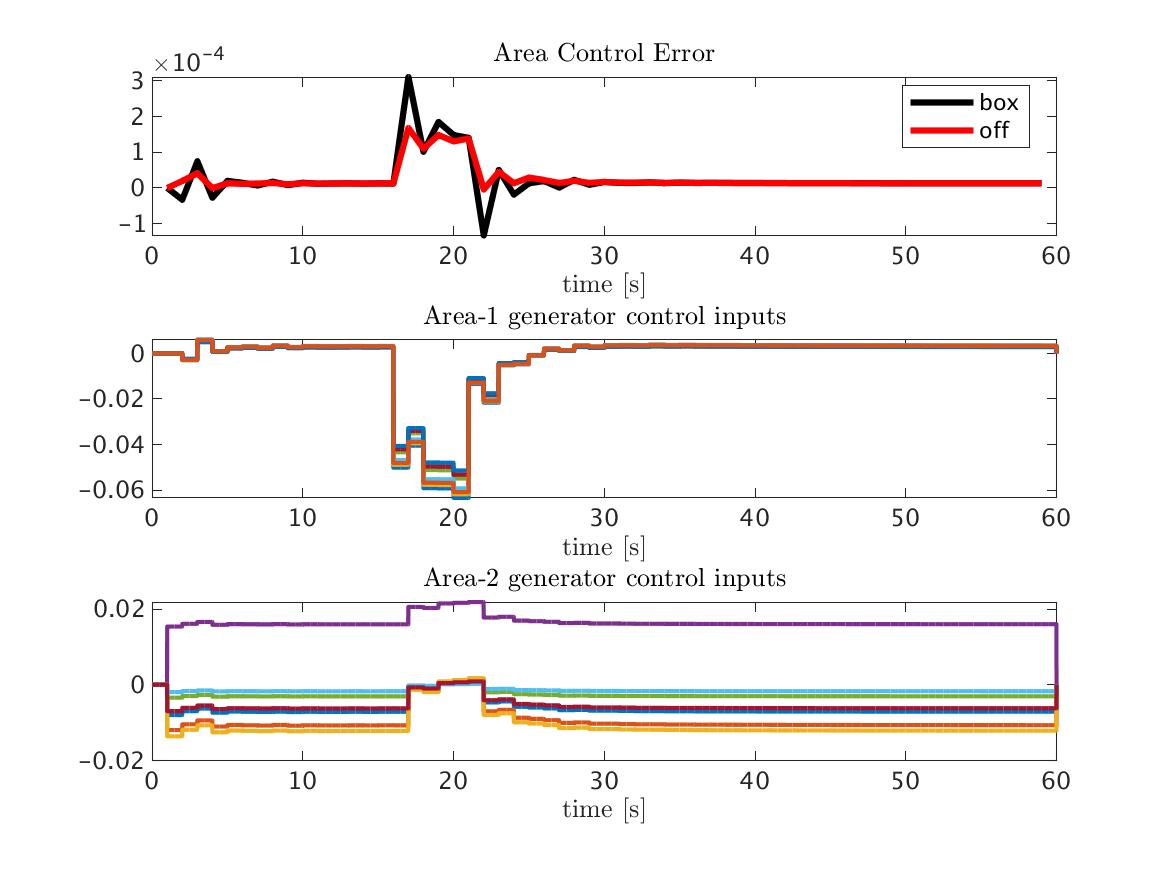 Area Control Error
×10⁻⁴
3
2
1
0
–1
box
off
0 10 20 30 40 50 60
time [s]
Area-1 generator control inputs
0
–0.02
–0.04
–0.06
0 10 20 30 40 50 60
time [s]
Area-2 generator control inputs
0.02
0
–0.02
0 10 20 30 40 50 60
time [s]